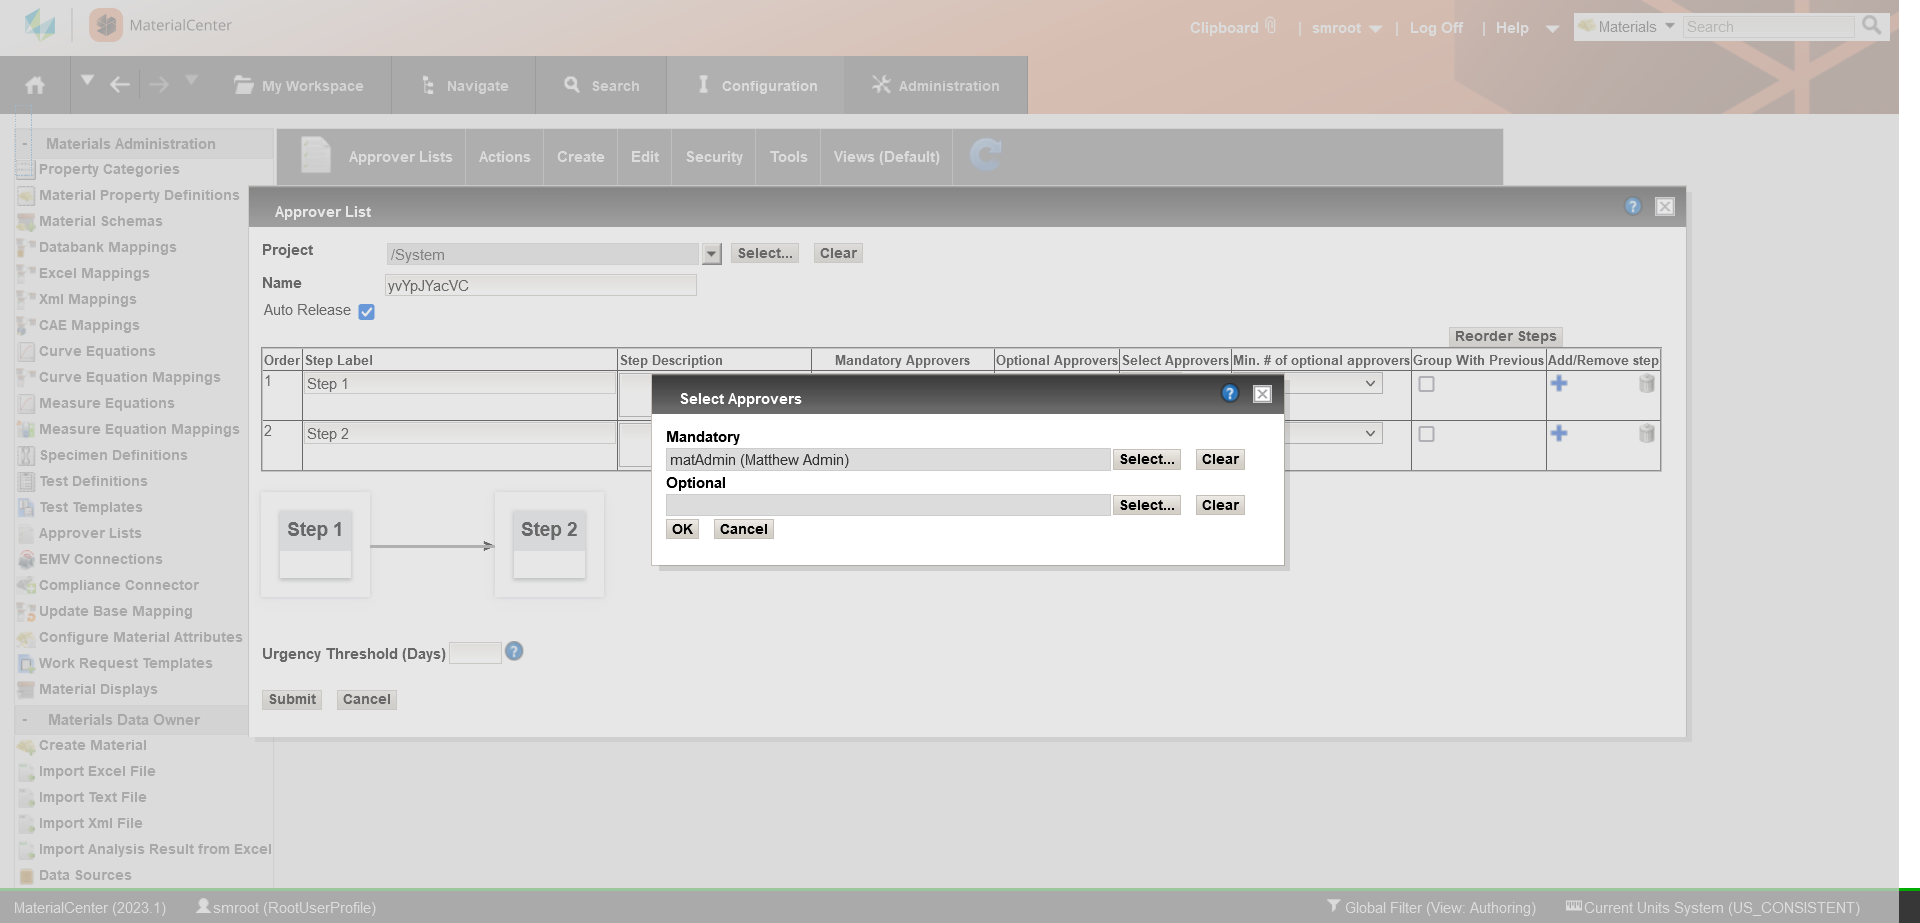 MaterialCenter
Clipboard | smroot | Log Off | Help
Materials Search
My Workspace Navigate Search Configuration Administration
- Materials Administration
Property Categories
Material Property Definitions
Material Schemas
Databank Mappings
Excel Mappings
Xml Mappings
CAE Mappings
Curve Equations
Curve Equation Mappings
Measure Equations
Measure Equation Mappings
Specimen Definitions
Test Definitions
Test Templates
Approver Lists
EMV Connections
Compliance Connector
Update Base Mapping
Configure Material Attributes
Work Request Templates
Material Displays
- Materials Data Owner
Create Material
Import Excel File
Import Text File
Import Xml File
Import Analysis Result from Excel
Data Sources
Approver Lists Actions Create Edit Security Tools Views (Default)
Approver List ?
Project /System Select... Clear
Name yvYpJYacVC
Auto Release
Reorder Steps
Order Step Label Step Description Mandatory Approvers Optional Approvers Select Approvers Min. # of optional approvers Group With Previous Add/Remove step
1 Step 1
2 Step 2
Select Approvers ?
Mandatory
matAdmin (Matthew Admin) Select... Clear
Optional
Select... Clear
OK Cancel
Step 1 Step 2
Urgency Threshold (Days) ?
Submit Cancel
MaterialCenter (2023.1) smroot (RootUserProfile) Global Filter (View: Authoring) Current Units System (US_CONSISTENT)